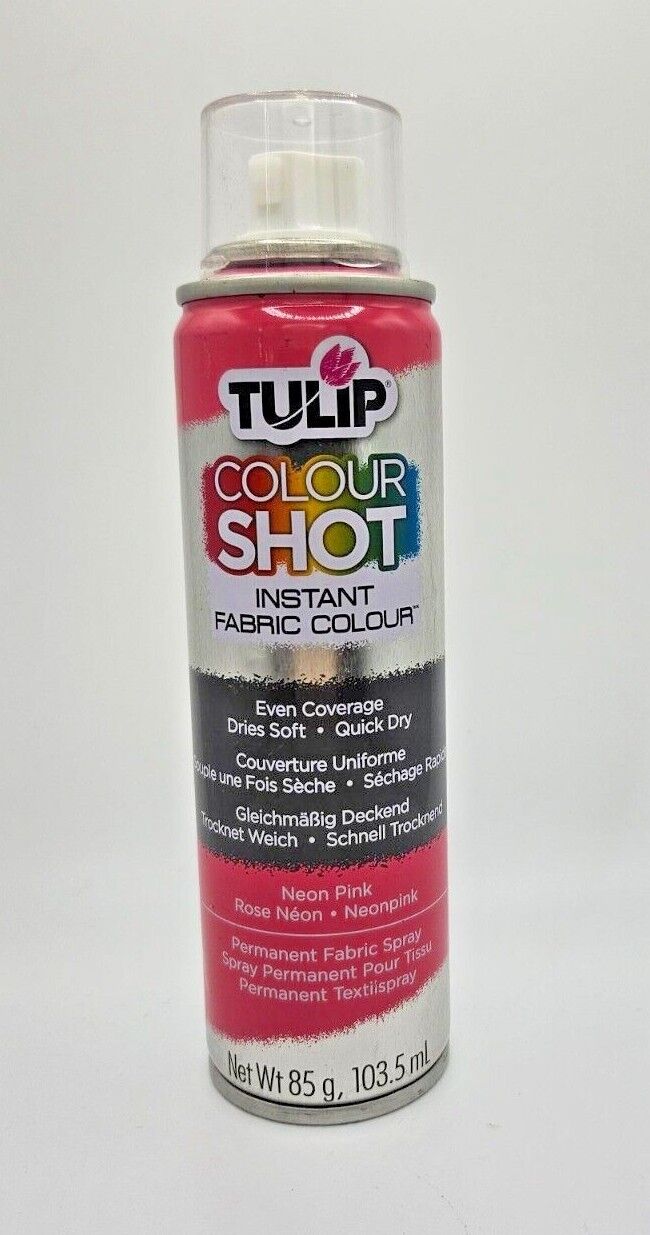 TULIP®
COLOUR
SHOT
INSTANT
FABRIC COLOUR™
Even Coverage
Dries Soft • Quick Dry
Couverture Uniforme
une Fois Sèche • Séchage
Gleichmäßig Deckend
Trocknet Weich • Schnell Trocknend
Neon Pink
Rose Néon • Neonpink
Permanent Fabric Spray
Spray Permanent Pour Tissu
Permanent Textilspray
Net Wt 85 g, 103.5 mL